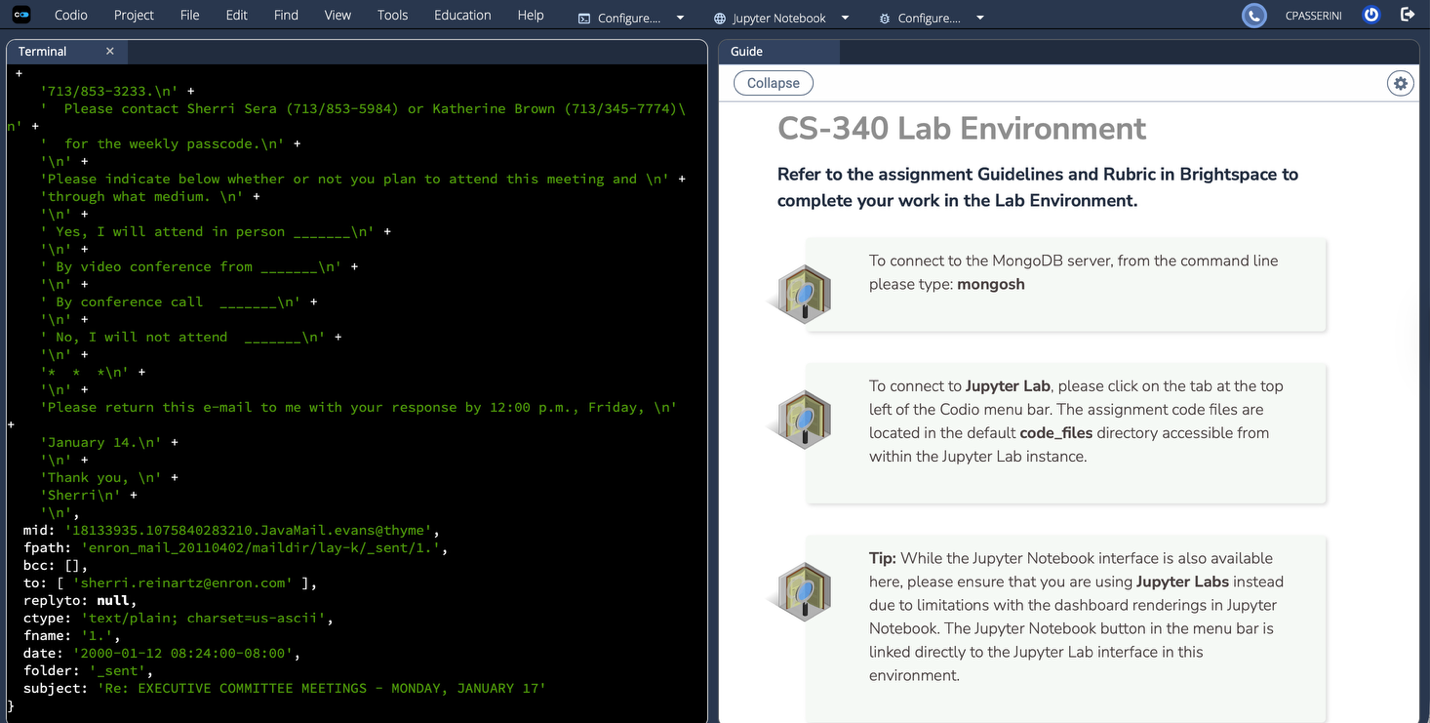 Codio Project File Edit Find View Tools Education Help Configure.... Jupyter Notebook Configure.... CPASSERINI
Terminal
+
'713/853-3233.\n' +
'  Please contact Sherri Sera (713/853-5984) or Katherine Brown (713/345-7774)\
n' +
'  for the weekly passcode.\n' +
'\n' +
'Please indicate below whether or not you plan to attend this meeting and \n' +
'through what medium. \n' +
'\n' +
' Yes, I will attend in person _______\n' +
'\n' +
' By video conference from _______\n' +
'\n' +
' By conference call  _______\n' +
'\n' +
' No, I will not attend  _______\n' +
'\n' +
'*  *  *\n' +
'\n' +
'Please return this e-mail to me with your response by 12:00 p.m., Friday, \n'
+
'January 14.\n' +
'\n' +
'Thank you, \n' +
'Sherri\n' +
'\n',
mid: '18133935.1075840283210.JavaMail.evans@thyme',
fpath: 'enron_mail_20110402/maildir/lay-k/_sent/1.',
bcc: [],
to: [ 'sherri.reinartz@enron.com' ],
replyto: null,
ctype: 'text/plain; charset=us-ascii',
fname: '1.',
date: '2000-01-12 08:24:00-08:00',
folder: '_sent',
subject: 'Re: EXECUTIVE COMMITTEE MEETINGS - MONDAY, JANUARY 17'
}
Guide
Collapse
CS-340 Lab Environment
Refer to the assignment Guidelines and Rubric in Brightspace to
complete your work in the Lab Environment.
To connect to the MongoDB server, from the command line
please type: mongosh
To connect to Jupyter Lab, please click on the tab at the top
left of the Codio menu bar. The assignment code files are
located in the default code_files directory accessible from
within the Jupyter Lab instance.
Tip: While the Jupyter Notebook interface is also available
here, please ensure that you are using Jupyter Labs instead
due to limitations with the dashboard renderings in Jupyter
Notebook. The Jupyter Notebook button in the menu bar is
linked directly to the Jupyter Lab interface in this
environment.